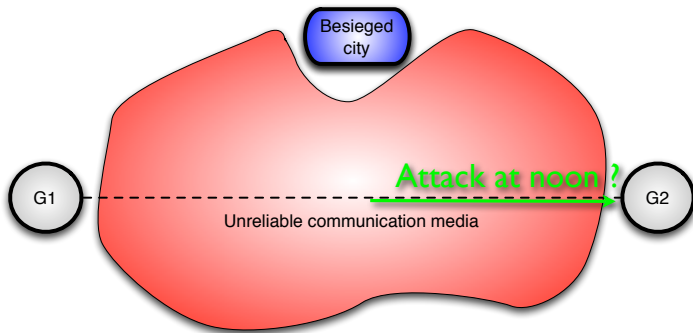 Besieged
city
Attack at noon ?
G1
G2
Unreliable communication media